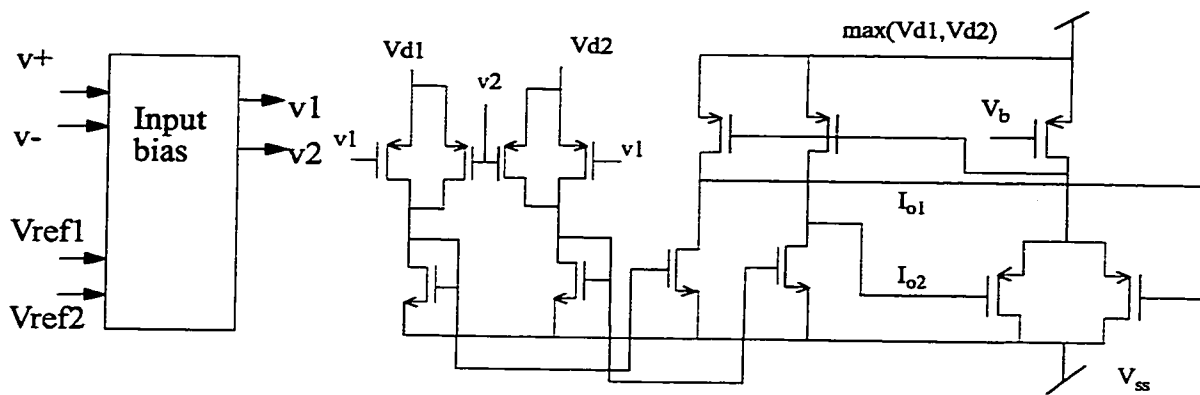 v+
v-
Vref1
Vref2
Input
bias
v1
v2
Vd1
v2
Vd2
v1
v1
max(Vd1,Vd2)
Vb
Io1
Io2
Vss